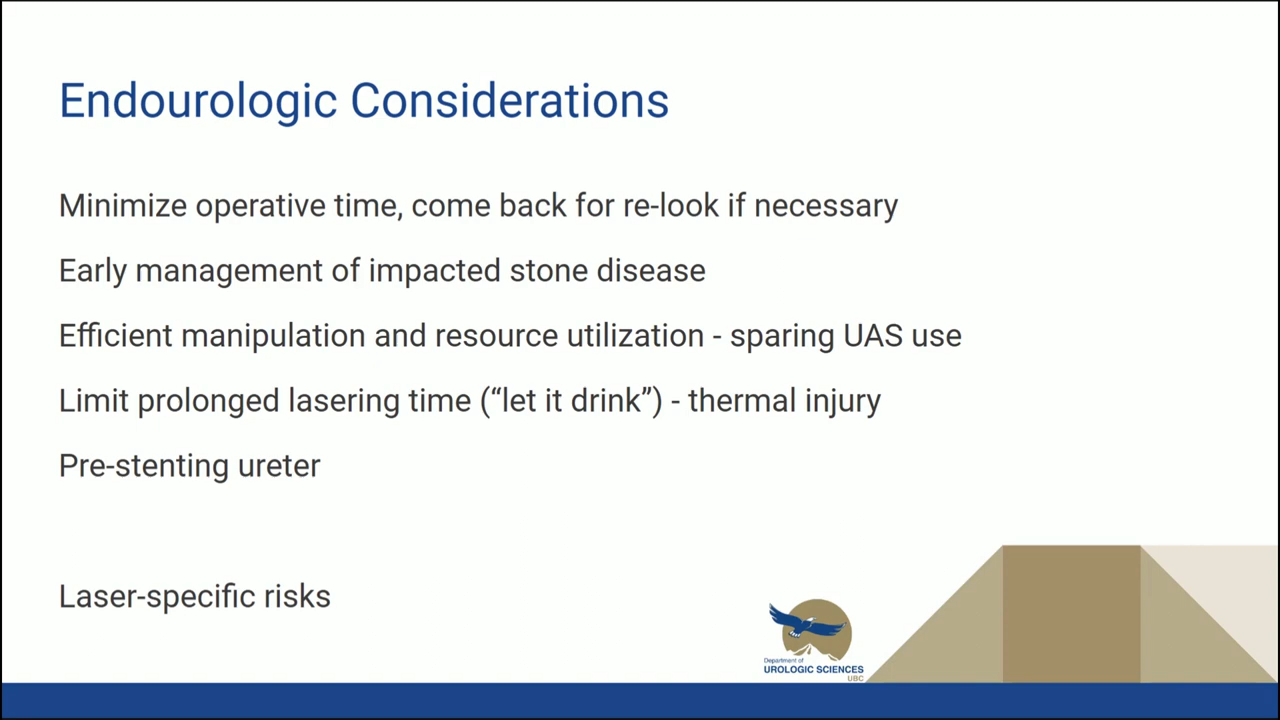 Endourologic Considerations
Minimize operative time, come back for re-look if necessary
Early management of impacted stone disease
Efficient manipulation and resource utilization - sparing UAS use
Limit prolonged lasering time (“let it drink”) - thermal injury
Pre-stenting ureter
Laser-specific risks
Department of
UROLOGIC SCIENCES
UBC